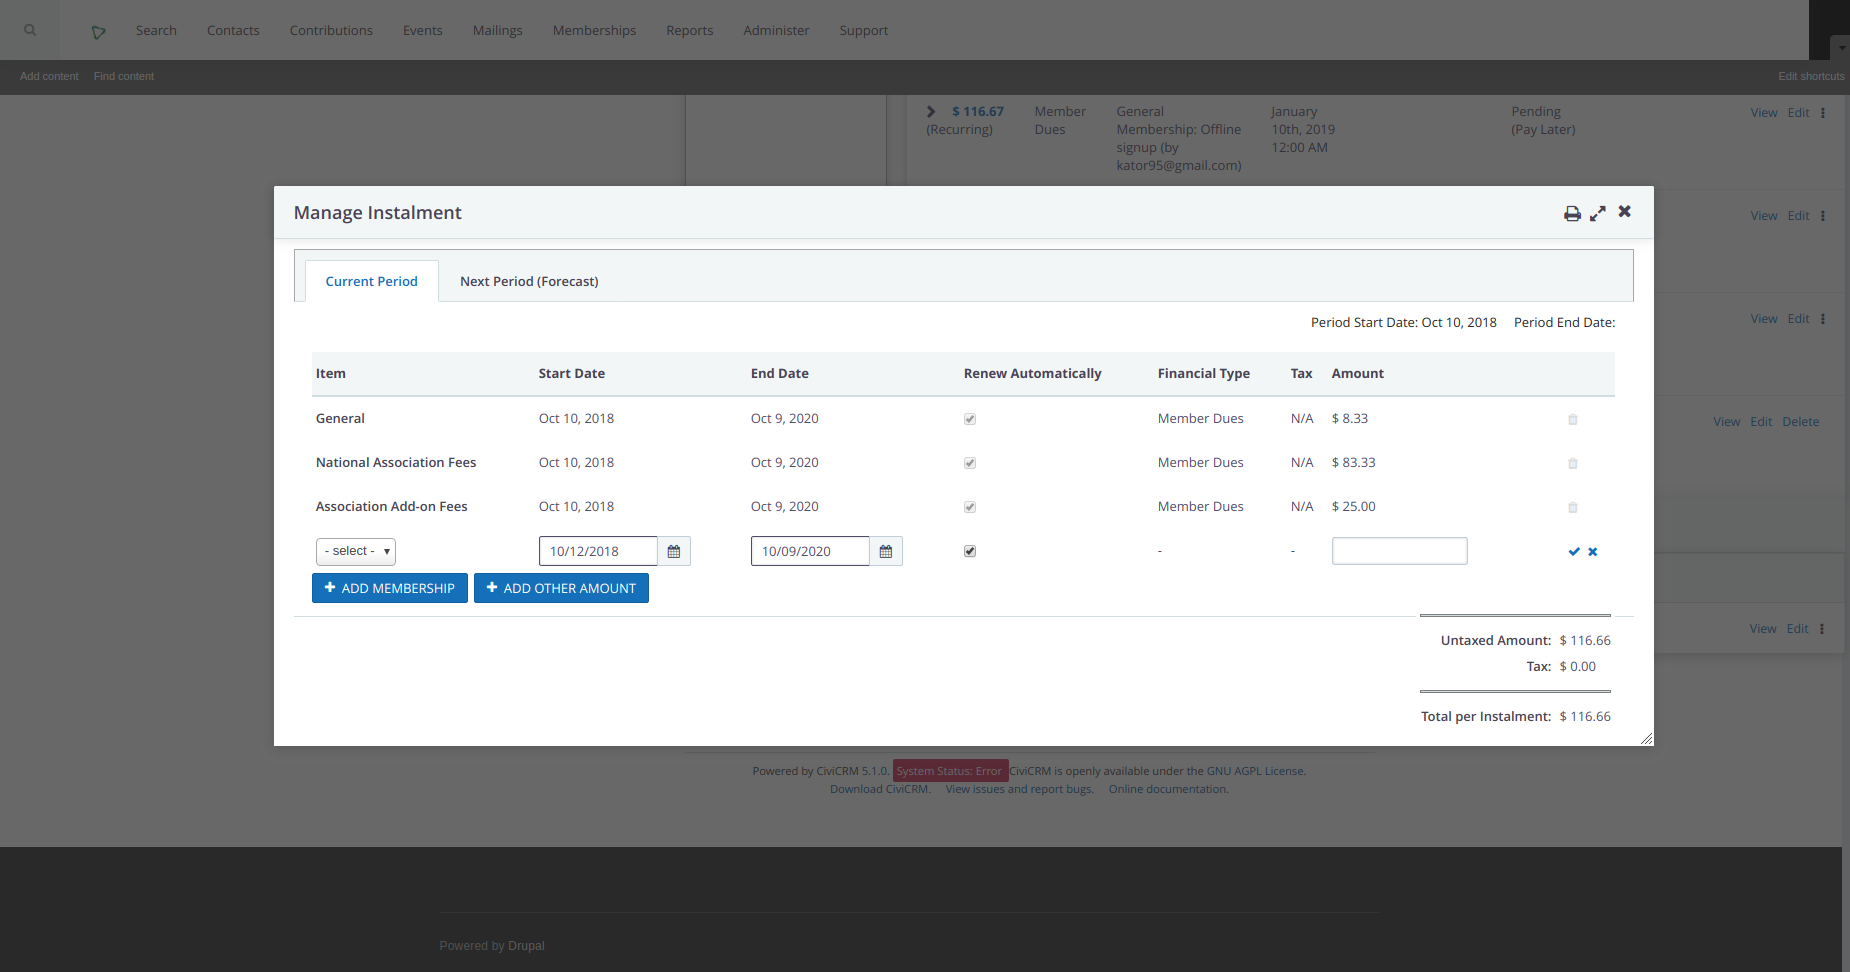 Search Contacts Contributions Events Mailings Memberships Reports Administer Support
Add content Find content Edit shortcuts
$ 116.67 Member General January Pending View Edit
(Recurring) Dues Membership: Offline 10th, 2019 (Pay Later)
signup (by 12:00 AM
kator95@gmail.com)
Manage Instalment
View Edit
Current Period Next Period (Forecast)
Period Start Date: Oct 10, 2018 Period End Date:
View Edit
Item Start Date End Date Renew Automatically Financial Type Tax Amount
General Oct 10, 2018 Oct 9, 2020 Member Dues N/A $ 8.33
View Edit Delete
National Association Fees Oct 10, 2018 Oct 9, 2020 Member Dues N/A $ 83.33
Association Add-on Fees Oct 10, 2018 Oct 9, 2020 Member Dues N/A $ 25.00
- select - 10/12/2018 10/09/2020 - -
ADD MEMBERSHIP ADD OTHER AMOUNT
View Edit
Untaxed Amount: $ 116.66
Tax: $ 0.00
Total per Instalment: $ 116.66
Powered by CiviCRM 5.1.0. System Status: Error CiviCRM is openly available under the GNU AGPL License.
Download CiviCRM. View issues and report bugs. Online documentation.
Powered by Drupal